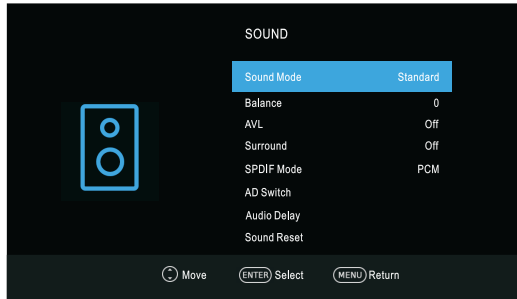 SOUND
Sound Mode Standard
Balance 0
AVL Off
Surround Off
SPDIF Mode PCM
AD Switch
Audio Delay
Sound Reset
Move ENTER Select MENU Return